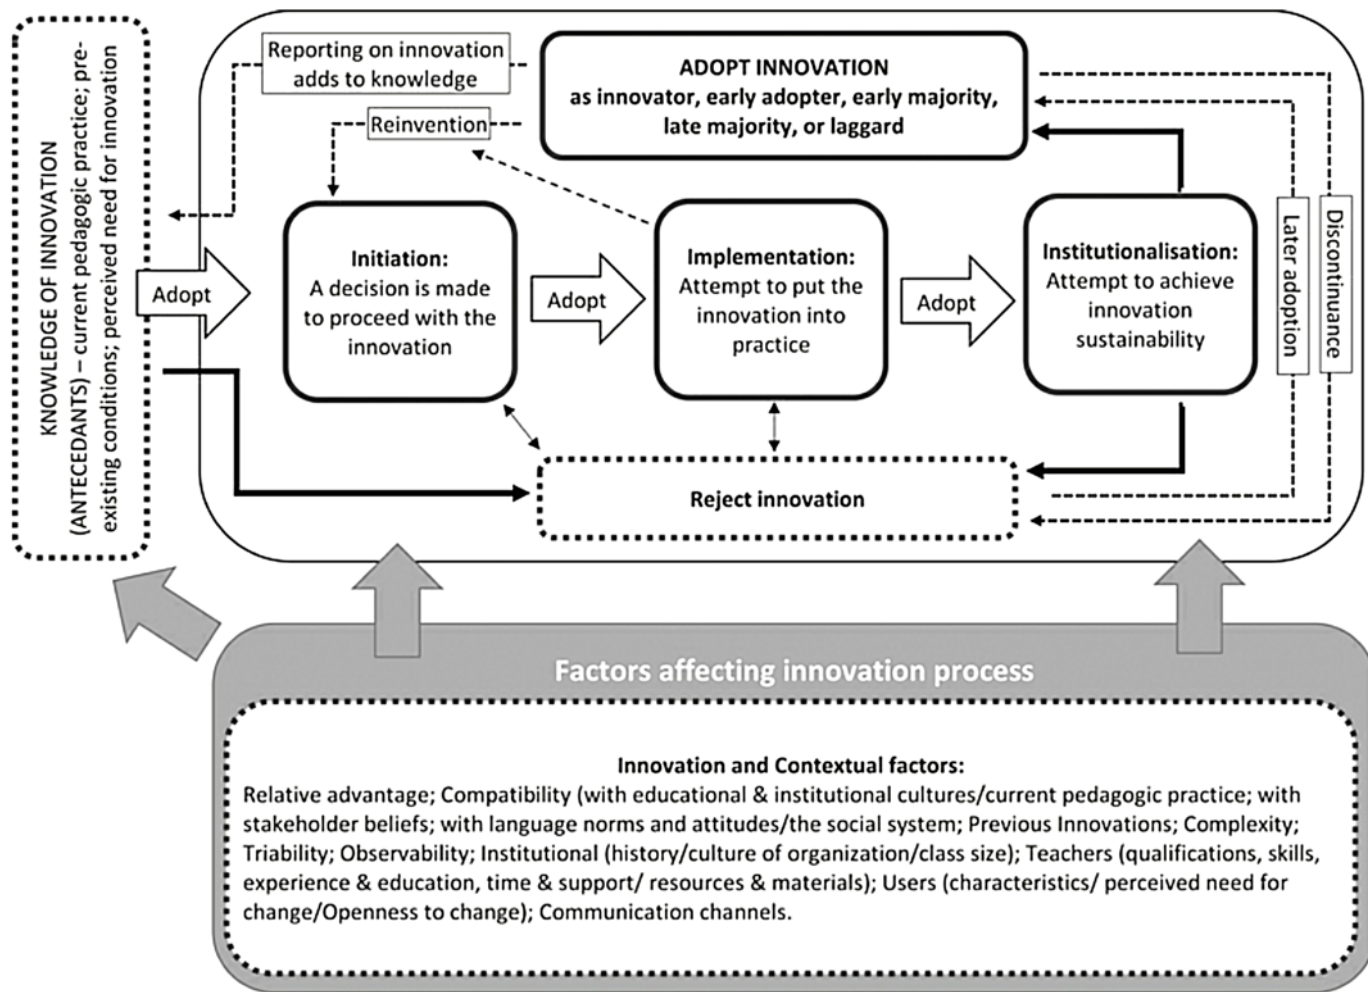 KNOWLEDGE OF INNOVATION
(ANTECEDANTS) – current pedagogic practice; pre-
existing conditions; perceived need for innovation
Reporting on innovation
adds to knowledge
Reinvention
ADOPT INNOVATION
as innovator, early adopter, early majority,
late majority, or laggard
Adopt
Initiation:
A decision is made
to proceed with the
innovation
Adopt
Implementation:
Attempt to put the
innovation into
practice
Adopt
Institutionalisation:
Attempt to achieve
innovation
sustainability
Later adoption
Discontinuance
Reject innovation
Factors affecting innovation process
Innovation and Contextual factors:
Relative advantage; Compatibility (with educational & institutional cultures/current pedagogic practice; with
stakeholder beliefs; with language norms and attitudes/the social system; Previous Innovations; Complexity;
Triability; Observability; Institutional (history/culture of organization/class size); Teachers (qualifications, skills,
experience & education, time & support/ resources & materials); Users (characteristics/ perceived need for
change/Openness to change); Communication channels.